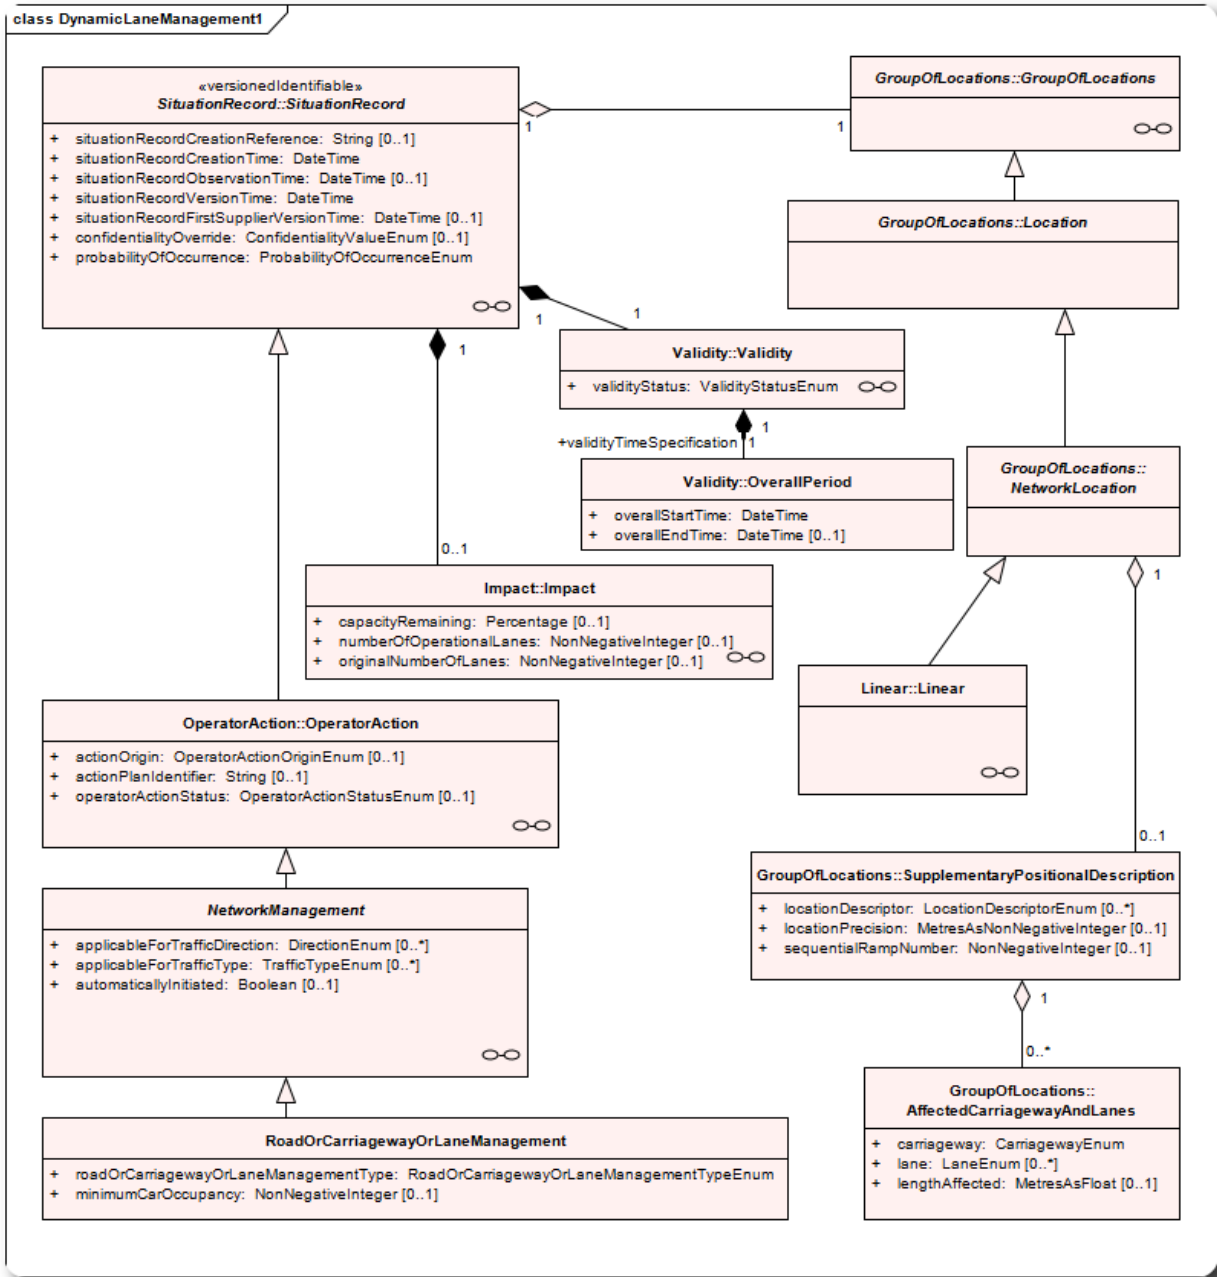 class DynamicLaneManagement1
«versionedIdentifiable»
SituationRecord::SituationRecord
+ situationRecordCreationReference: String [0..1]
+ situationRecordCreationTime: DateTime
+ situationRecordObservationTime: DateTime [0..1]
+ situationRecordVersionTime: DateTime
+ situationRecordFirstSupplierVersionTime: DateTime [0..1]
+ confidentialityOverride: ConfidentialityValueEnum [0..1]
+ probabilityOfOccurrence: ProbabilityOfOccurrenceEnum
1
1
GroupOfLocations::GroupOfLocations
GroupOfLocations::Location
1
1
1
Validity::Validity
+ validityStatus: ValidityStatusEnum
1
+validityTimeSpecification 1
Validity::OverallPeriod
+ overallStartTime: DateTime
+ overallEndTime: DateTime [0..1]
GroupOfLocations::
NetworkLocation
1
0..1
Impact::Impact
+ capacityRemaining: Percentage [0..1]
+ numberOfOperationalLanes: NonNegativeInteger [0..1]
+ originalNumberOfLanes: NonNegativeInteger [0..1]
Linear::Linear
OperatorAction::OperatorAction
+ actionOrigin: OperatorActionOriginEnum [0..1]
+ actionPlanIdentifier: String [0..1]
+ operatorActionStatus: OperatorActionStatusEnum [0..1]
0..1
GroupOfLocations::SupplementaryPositionalDescription
+ locationDescriptor: LocationDescriptorEnum [0..*]
+ locationPrecision: MetresAsNonNegativeInteger [0..1]
+ sequentialRampNumber: NonNegativeInteger [0..1]
NetworkManagement
+ applicableForTrafficDirection: DirectionEnum [0..*]
+ applicableForTrafficType: TrafficTypeEnum [0..*]
+ automaticallyInitiated: Boolean [0..1]
1
0..*
GroupOfLocations::
AffectedCarriagewayAndLanes
+ carriageway: CarriagewayEnum
+ lane: LaneEnum [0..*]
+ lengthAffected: MetresAsFloat [0..1]
RoadOrCarriagewayOrLaneManagement
+ roadOrCarriagewayOrLaneManagementType: RoadOrCarriagewayOrLaneManagementTypeEnum
+ minimumCarOccupancy: NonNegativeInteger [0..1]